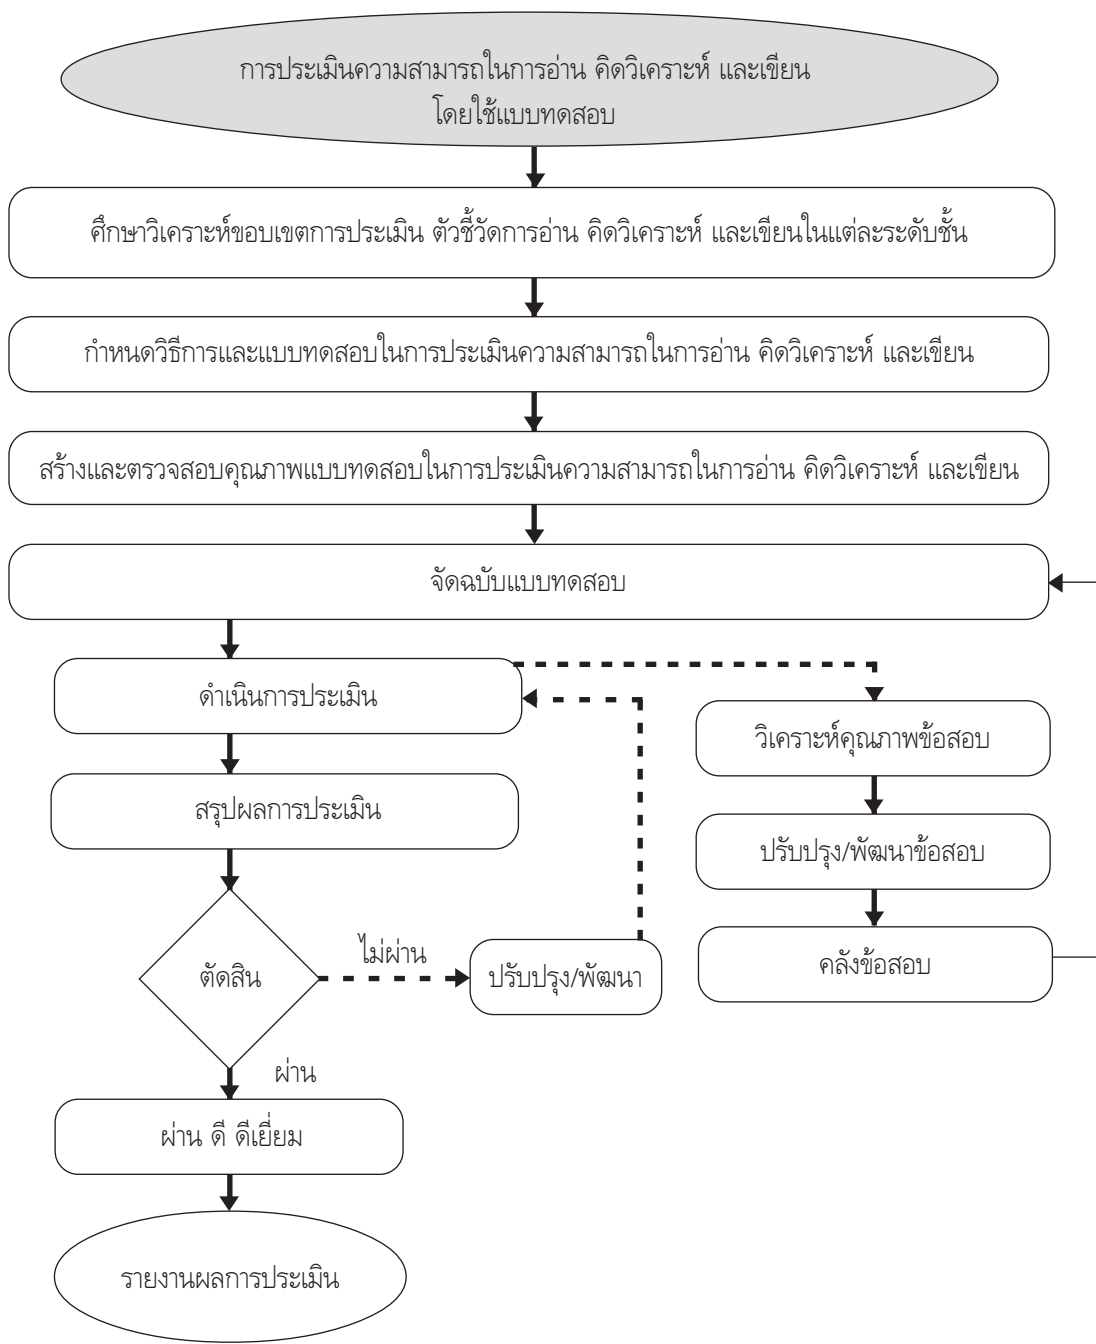 การประเมินความสามารถในการอ่าน คิดวิเคราะห์ และเขียน
โดยใช้แบบทดสอบ
ศึกษาวิเคราะห์ขอบเขตการประเมิน ตัวชี้วัดการอ่าน คิดวิเคราะห์ และเขียนในแต่ละระดับชั้น
กำหนดวิธีการและแบบทดสอบในการประเมินความสามารถในการอ่าน คิดวิเคราะห์ และเขียน
สร้างและตรวจสอบคุณภาพแบบทดสอบในการประเมินความสามารถในการอ่าน คิดวิเคราะห์ และเขียน
จัดฉบับแบบทดสอบ
ดำเนินการประเมิน
วิเคราะห์คุณภาพข้อสอบ
สรุปผลการประเมิน
ปรับปรุง/พัฒนาข้อสอบ
ไม่ผ่าน
ตัดสิน
ปรับปรุง/พัฒนา
คลังข้อสอบ
ผ่าน
ผ่าน ดี ดีเยี่ยม
รายงานผลการประเมิน